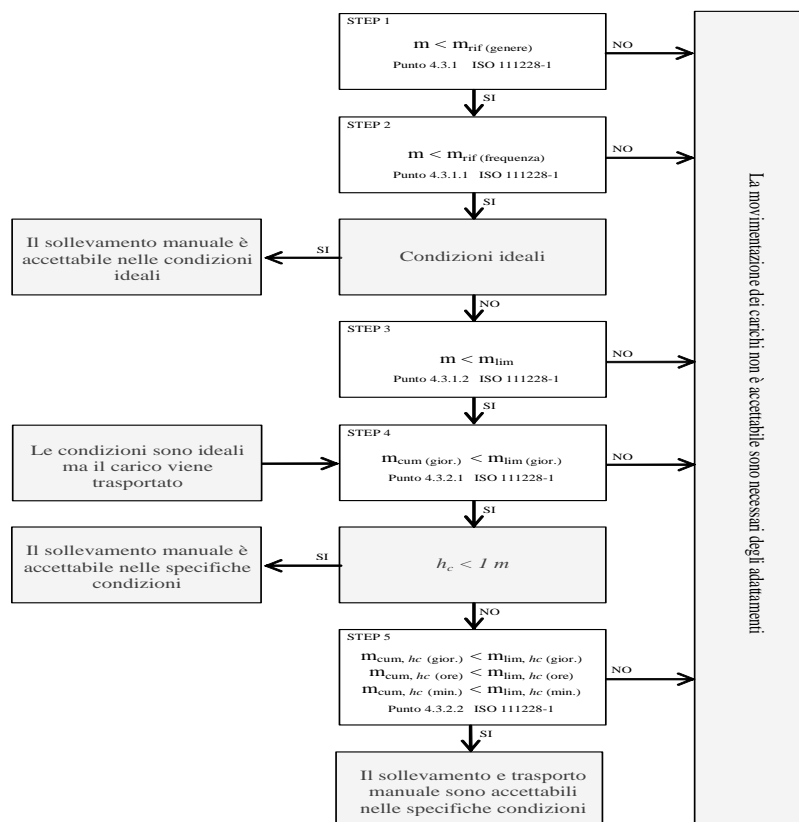 STEP 1
m < mrif (genere)
Punto 4.3.1 ISO 111228-1
NO
SI
STEP 2
m < mrif (frequenza)
Punto 4.3.1.1 ISO 111228-1
NO
SI
Il sollevamento manuale è
accettabile nelle condizioni
ideali
SI
Condizioni ideali
NO
STEP 3
m < mlim
Punto 4.3.1.2 ISO 111228-1
NO
SI
Le condizioni sono ideali
ma il carico viene
trasportato
STEP 4
mcum (gior.) < mlim (gior.)
Punto 4.3.2.1 ISO 111228-1
NO
SI
Il sollevamento manuale è
accettabile nelle specifiche
condizioni
SI
hc < 1 m
NO
STEP 5
mcum, hc (gior.) < mlim, hc (gior.)
mcum, hc (ore) < mlim, hc (ore)
mcum, hc (min.) < mlim, hc (min.)
Punto 4.3.2.2 ISO 111228-1
NO
SI
Il sollevamento e trasporto
manuale sono accettabili
nelle specifiche condizioni
La movimentazione dei carichi non è accettabile sono necessari degli adattamenti